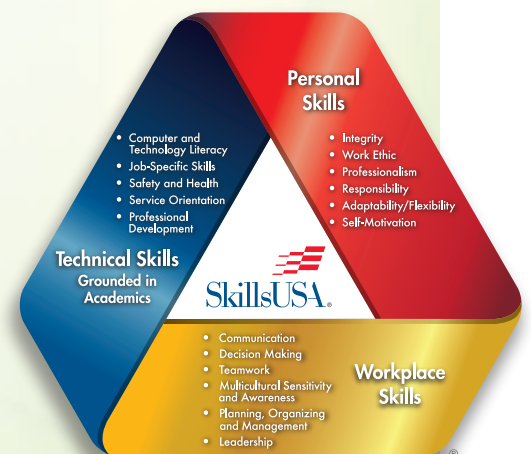 Personal
Skills
• Integrity
• Work Ethic
• Professionalism
• Responsibility
• Adaptability/Flexibility
• Self-Motivation
• Computer and
Technology Literacy
• Job-Specific Skills
• Safety and Health
• Service Orientation
• Professional
Development
Technical Skills
Grounded in
Academics
SkillsUSA®
• Communication
• Decision Making
• Teamwork
• Multicultural Sensitivity
and Awareness
• Planning, Organizing
and Management
• Leadership
Workplace
Skills
®